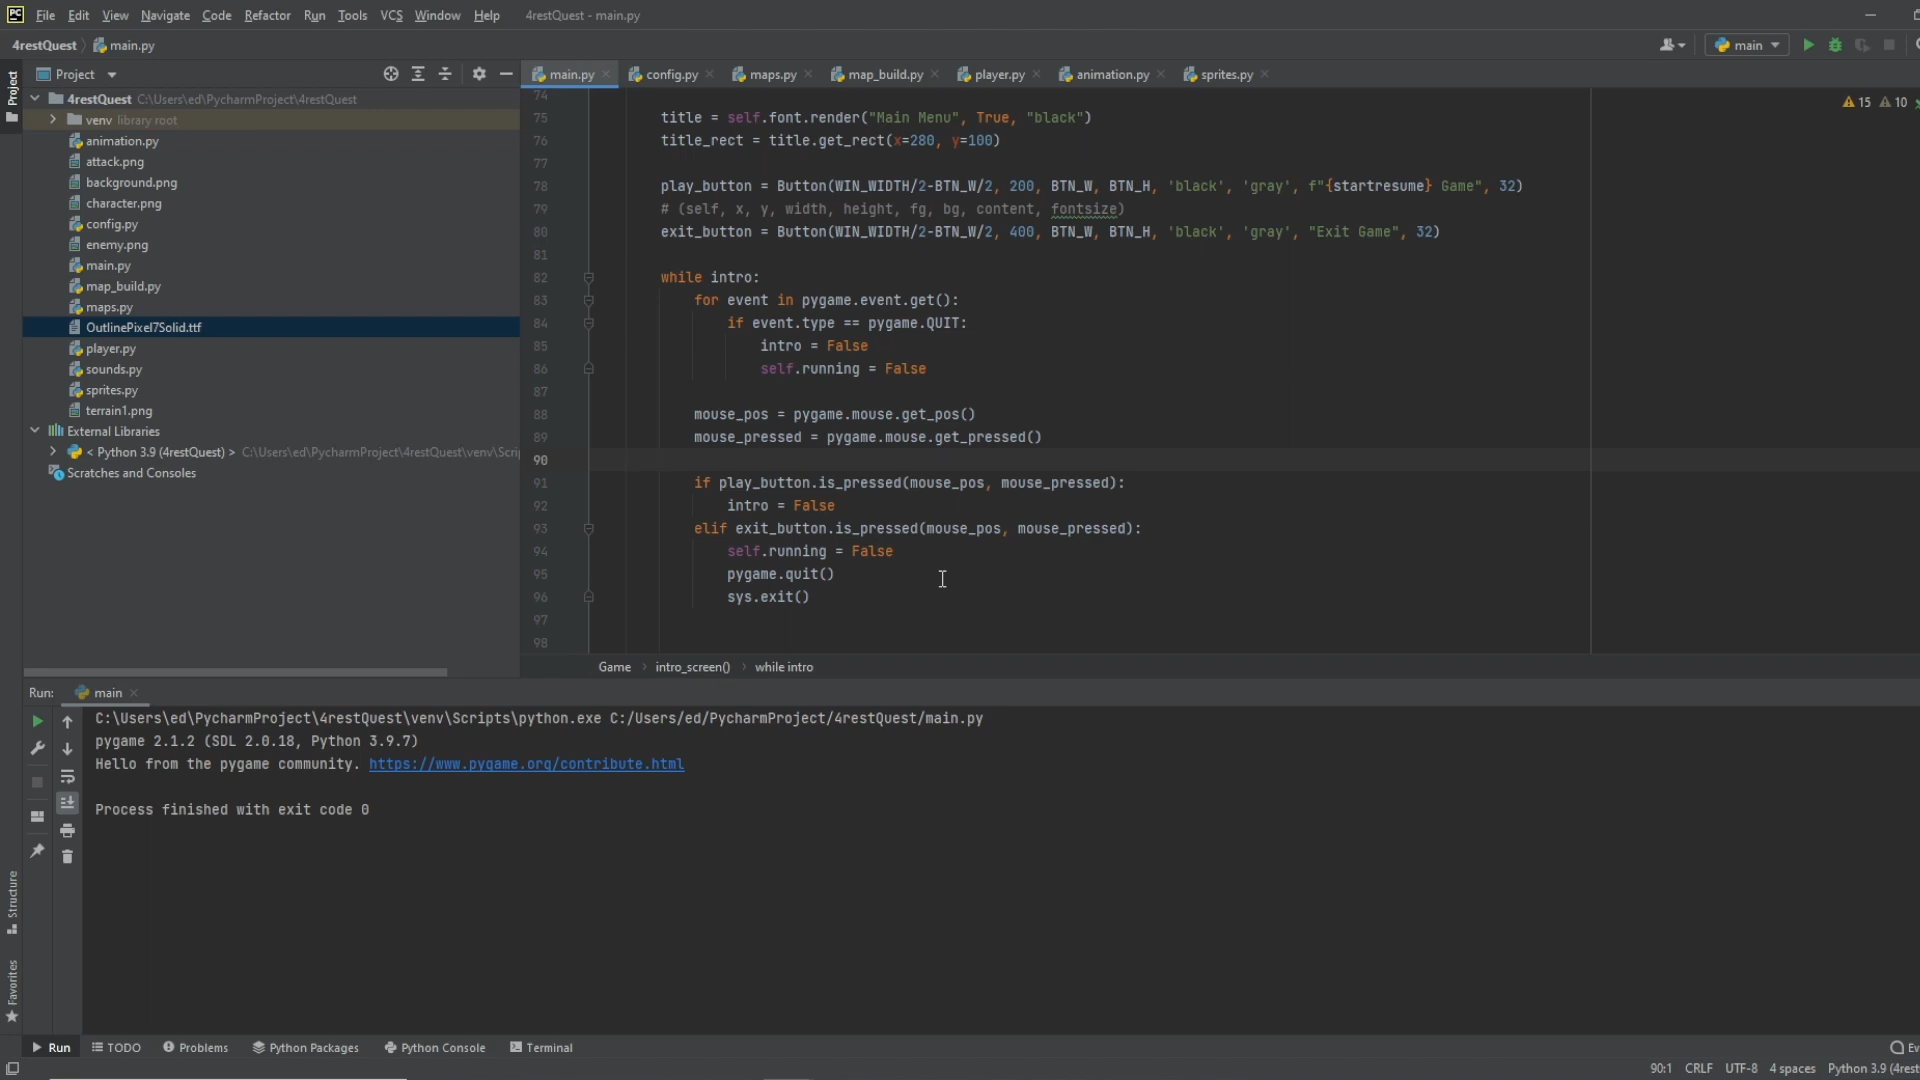 PC File Edit View Navigate Code Refactor Run Tools VCS Window Help 4restQuest - main.py
4restQuest main.py main
Project
Project
main.py config.py maps.py map_build.py player.py animation.py sprites.py
4restQuest C:\Users\ed\PycharmProject\4restQuest
venv library root
animation.py
attack.png
background.png
character.png
config.py
enemy.png
main.py
map_build.py
maps.py
OutlinePixel7Solid.ttf
player.py
sounds.py
sprites.py
terrain1.png
External Libraries
< Python 3.9 (4restQuest) > C:\Users\ed\PycharmProject\4restQuest\venv\Scri
Scratches and Consoles
15 10
74
75 title = self.font.render("Main Menu", True, "black")
76 title_rect = title.get_rect(x=280, y=100)
77
78 play_button = Button(WIN_WIDTH/2-BTN_W/2, 200, BTN_W, BTN_H, 'black', 'gray', f"{startresume} Game", 32)
79 # (self, x, y, width, height, fg, bg, content, fontsize)
80 exit_button = Button(WIN_WIDTH/2-BTN_W/2, 400, BTN_W, BTN_H, 'black', 'gray', "Exit Game", 32)
81
82 while intro:
83 for event in pygame.event.get():
84 if event.type == pygame.QUIT:
85 intro = False
86 self.running = False
87
88 mouse_pos = pygame.mouse.get_pos()
89 mouse_pressed = pygame.mouse.get_pressed()
90
91 if play_button.is_pressed(mouse_pos, mouse_pressed):
92 intro = False
93 elif exit_button.is_pressed(mouse_pos, mouse_pressed):
94 self.running = False
95 pygame.quit()
96 sys.exit()
97
98
Game intro_screen() while intro
Run: main
C:\Users\ed\PycharmProject\4restQuest\venv\Scripts\python.exe C:/Users/ed/PycharmProject/4restQuest/main.py
pygame 2.1.2 (SDL 2.0.18, Python 3.9.7)
Hello from the pygame community. https://www.pygame.org/contribute.html
Process finished with exit code 0
Structure
Favorites
Run TODO Problems Python Packages Python Console Terminal Ev
90:1 CRLF UTF-8 4 spaces Python 3.9 (4rest